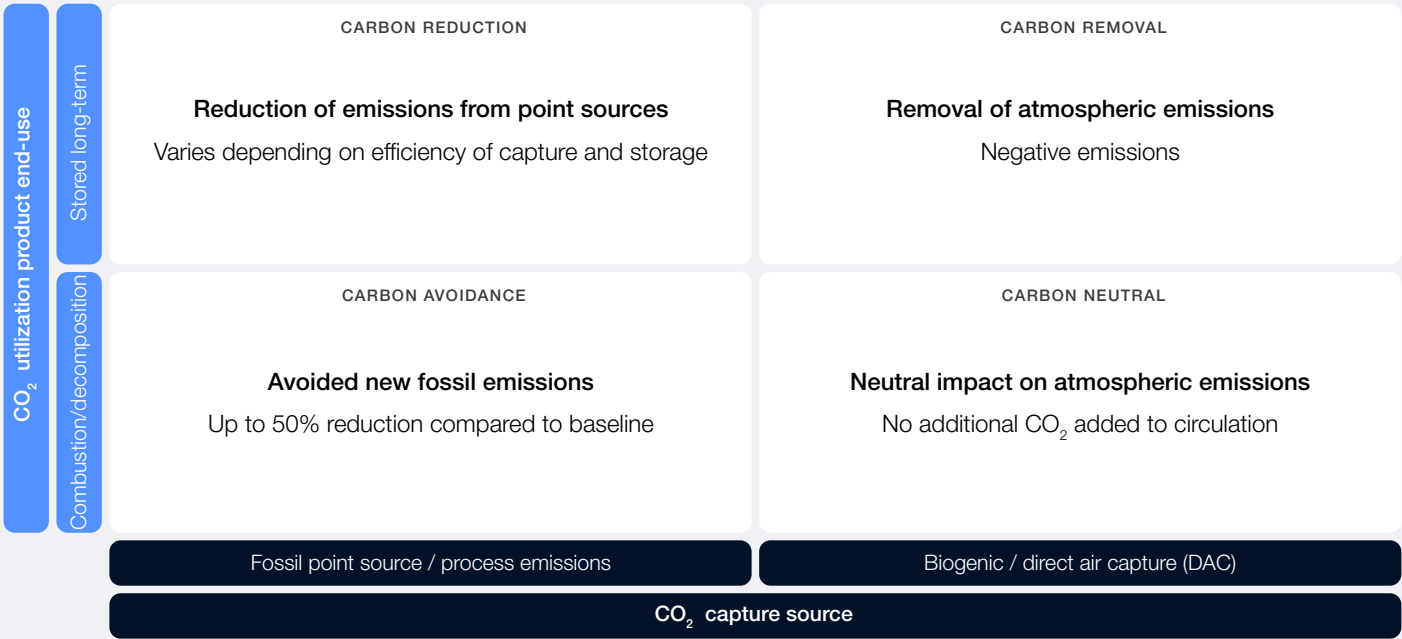 CO₂ utilization product end-use
Stored long-term
CARBON REDUCTION
Reduction of emissions from point sources
Varies depending on efficiency of capture and storage
CARBON REMOVAL
Removal of atmospheric emissions
Negative emissions
Combustion/decomposition
CARBON AVOIDANCE
Avoided new fossil emissions
Up to 50% reduction compared to baseline
CARBON NEUTRAL
Neutral impact on atmospheric emissions
No additional CO₂ added to circulation
Fossil point source / process emissions
Biogenic / direct air capture (DAC)
CO₂ capture source